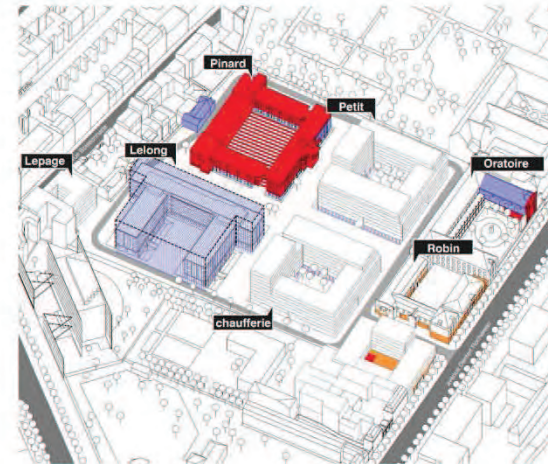 Pinard
Petit
Lepage
Lelong
Oratoire
Robin
chaufferie